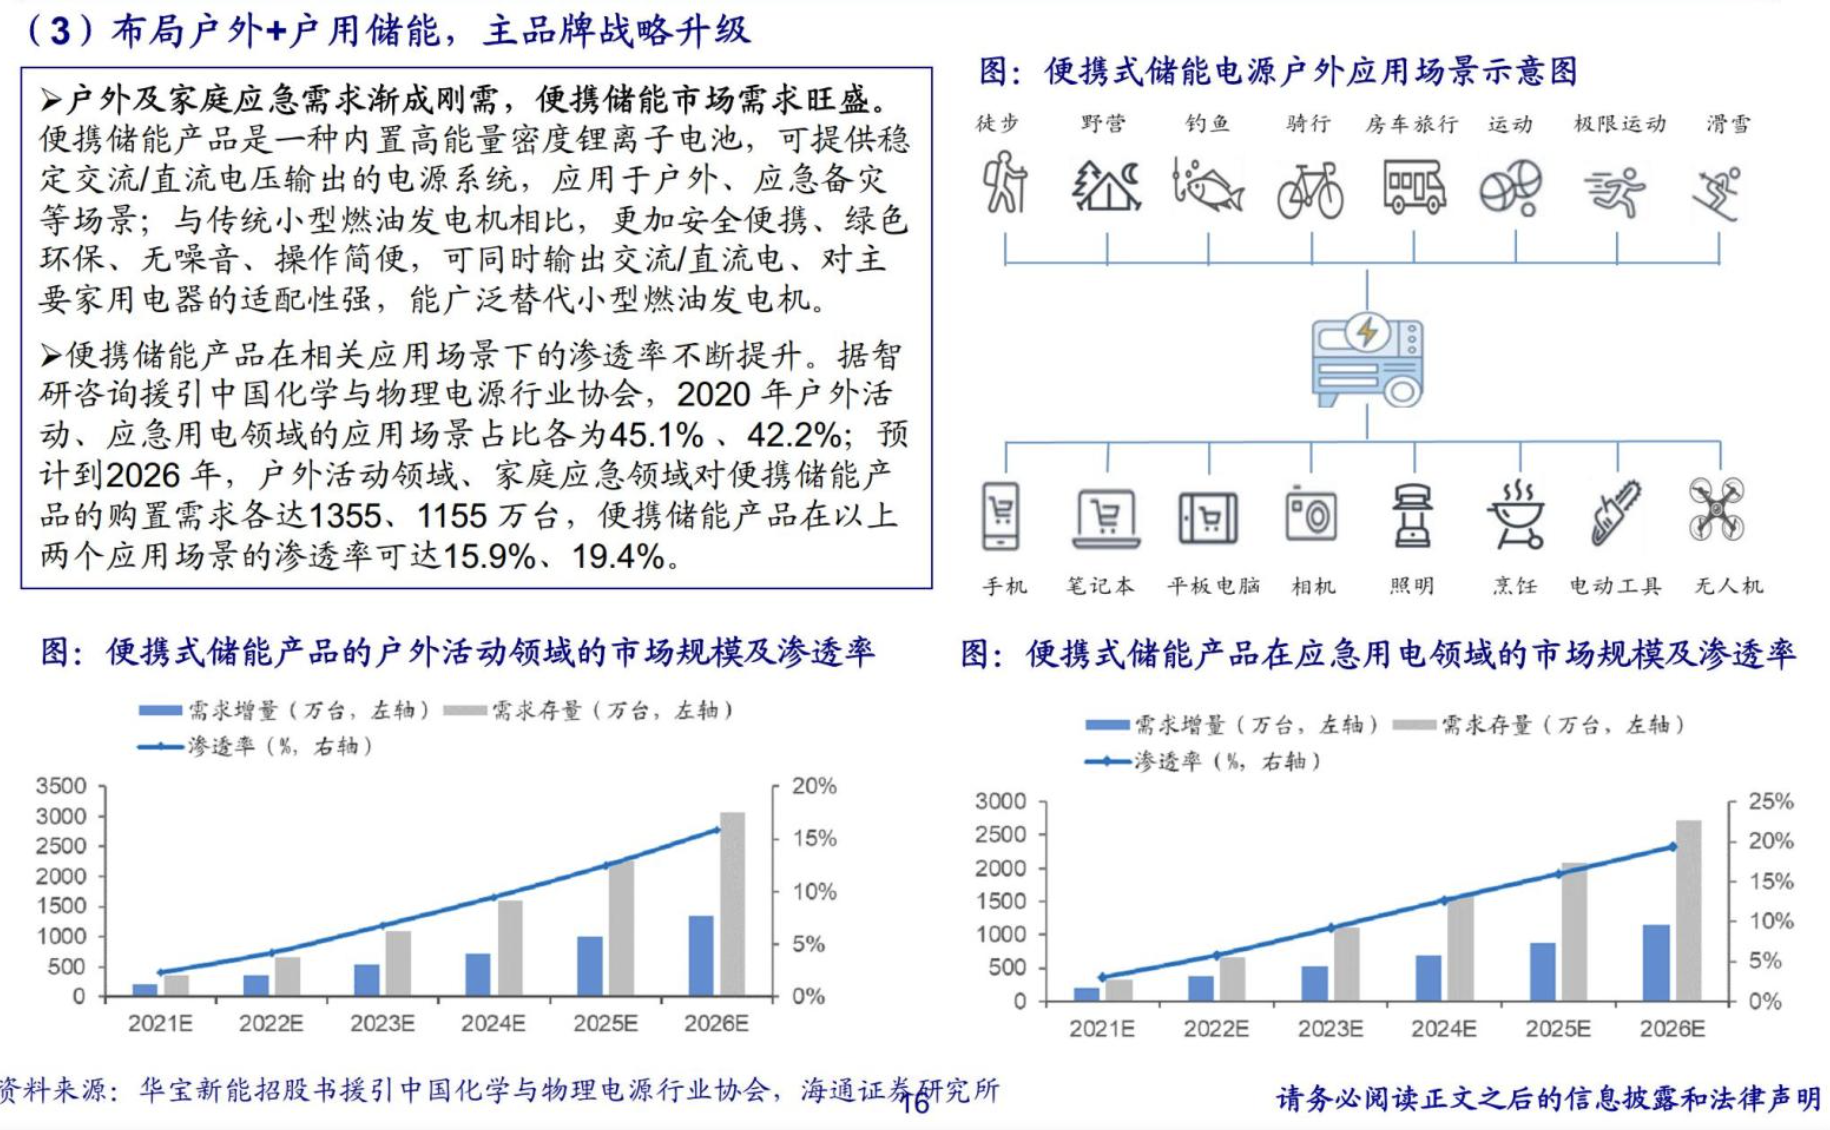 （3）布局户外+户用储能，主品牌战略升级
➢户外及家庭应急需求渐成刚需，便携储能市场需求旺盛。
便携储能产品是一种内置高能量密度锂离子电池，可提供稳
定交流/直流电压输出的电源系统，应用于户外、应急备灾
等场景；与传统小型燃油发电机相比，更加安全便携、绿色
环保、无噪音、操作简便，可同时输出交流/直流电、对主
要家用电器的适配性强，能广泛替代小型燃油发电机。
➢便携储能产品在相关应用场景下的渗透率不断提升。据智
研咨询援引中国化学与物理电源行业协会，2020 年户外活
动、应急用电领域的应用场景占比各为45.1% 、42.2%；预
计到2026 年，户外活动领域、家庭应急领域对便携储能产
品的购置需求各达1355、1155 万台，便携储能产品在以上
两个应用场景的渗透率可达15.9%、19.4%。
图：便携式储能电源户外应用场景示意图
徒步 野营 钓鱼 骑行 房车旅行 运动 极限运动 滑雪
手机 笔记本 平板电脑 相机 照明 烹饪 电动工具 无人机
图：便携式储能产品的户外活动领域的市场规模及渗透率
需求增量（万台，左轴） 需求存量（万台，左轴）
渗透率（%，右轴）
3500 20%
3000
2500 15%
2000
1500 10%
1000
500 5%
0 0%
2021E 2022E 2023E 2024E 2025E 2026E
图：便携式储能产品在应急用电领域的市场规模及渗透率
需求增量（万台，左轴） 需求存量（万台，左轴）
渗透率（%，右轴）
3000 25%
2500 20%
2000 15%
1500
1000 10%
500 5%
0 0%
2021E 2022E 2023E 2024E 2025E 2026E
资料来源：华宝新能招股书援引中国化学与物理电源行业协会，海通证券研究所
16
请务必阅读正文之后的信息披露和法律声明